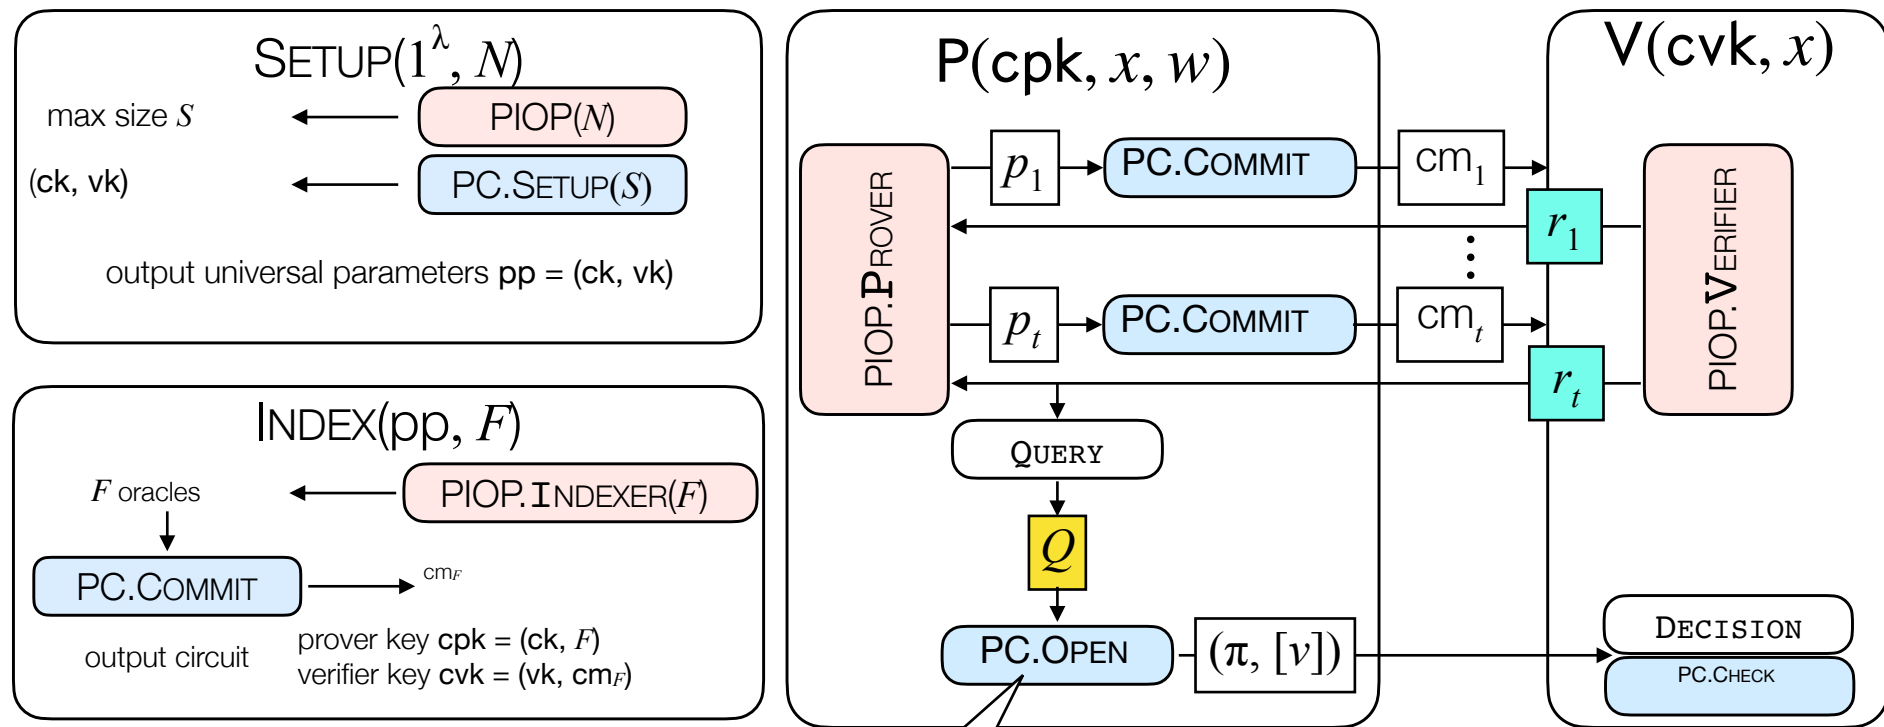 SETUP(1^λ, N)
max size S
PIOP(N)
(ck, vk)
PC.SETUP(S)
output universal parameters pp = (ck, vk)
INDEX(pp, F)
F oracles
PIOP.INDEXER(F)
PC.COMMIT
cm_F
output circuit
prover key cpk = (ck, F)
verifier key cvk = (vk, cm_F)
P(cpk, x, w)
PIOP.PROVER
p_1
PC.COMMIT
cm_1
r_1
⋮
p_t
PC.COMMIT
cm_t
r_t
QUERY
Q
PC.OPEN
(π, [v])
V(cvk, x)
PIOP.VERIFIER
DECISION
PC.CHECK